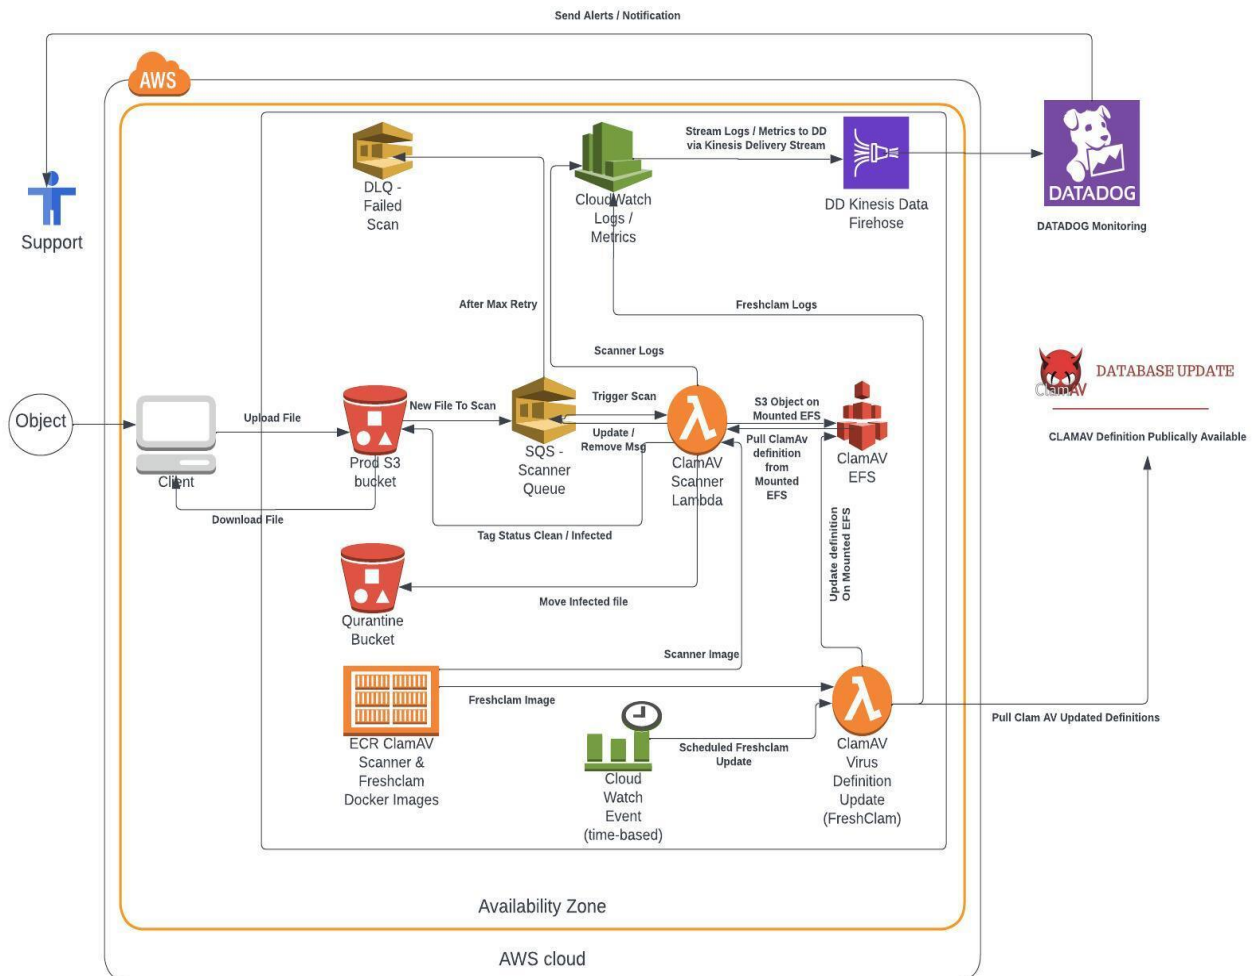 Send Alerts / Notification
AWS
Stream Logs / Metrics to DD
via Kinesis Delivery Stream
DLQ -
Failed
Scan
CloudWatch
Logs /
Metrics
DD Kinesis Data
Firehose
DATADOG
DATADOG Monitoring
Support
After Max Retry
Freshclam Logs
Scanner Logs
ClamAV
DATABASE UPDATE
CLAMAV Definition Publically Available
Object
Client
Upload File
Download File
Prod S3
bucket
New File To Scan
SQS -
Scanner
Queue
Trigger Scan
Update /
Remove Msg
ClamAV
Scanner
Lambda
S3 Object on
Mounted EFS
Pull ClamAv
definition
from
Mounted
EFS
ClamAV
EFS
Tag Status Clean / Infected
Update definition
On Mounted EFS
Move Infected file
Qurantine
Bucket
Scanner Image
Freshclam Image
ECR ClamAV
Scanner &
Freshclam
Docker Images
Scheduled Freshclam
Update
Cloud
Watch
Event
(time-based)
ClamAV
Virus
Definition
Update
(FreshClam)
Pull Clam AV Updated Definitions
Availability Zone
AWS cloud